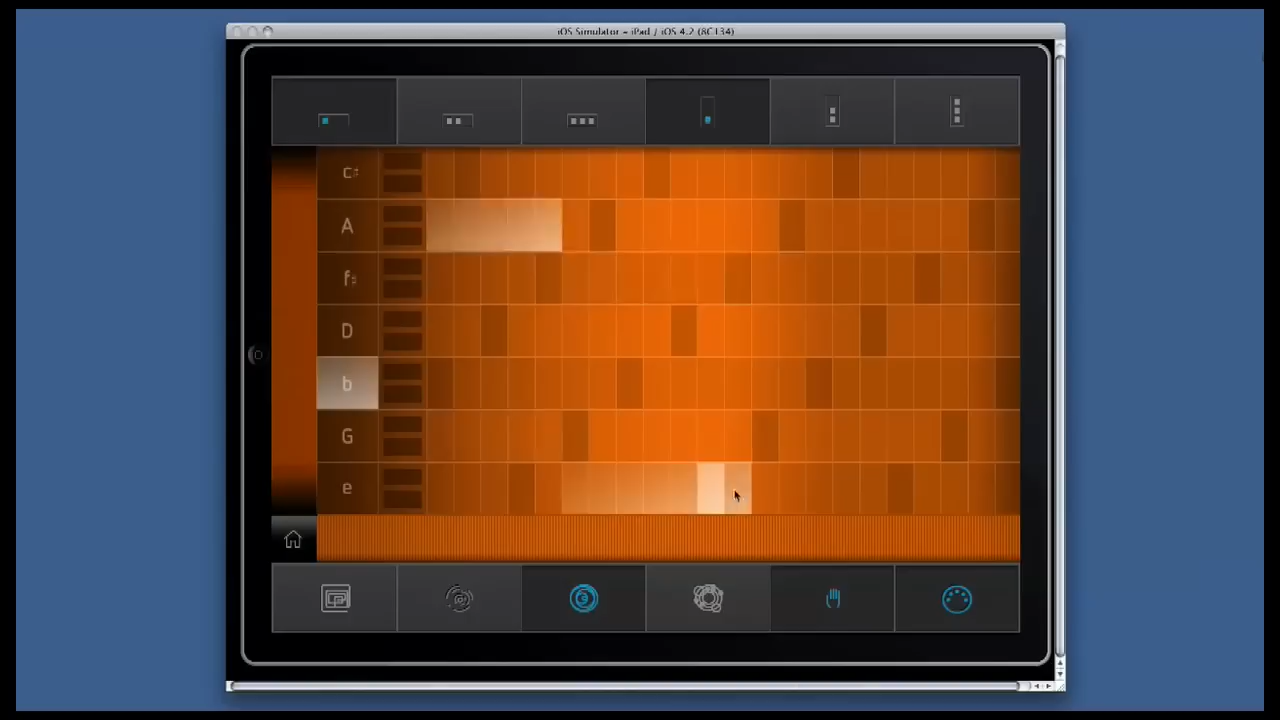 iOS Simulator – iPad / iOS 4.2 (8C134)
c♯
A
f♯
D
b
G
e